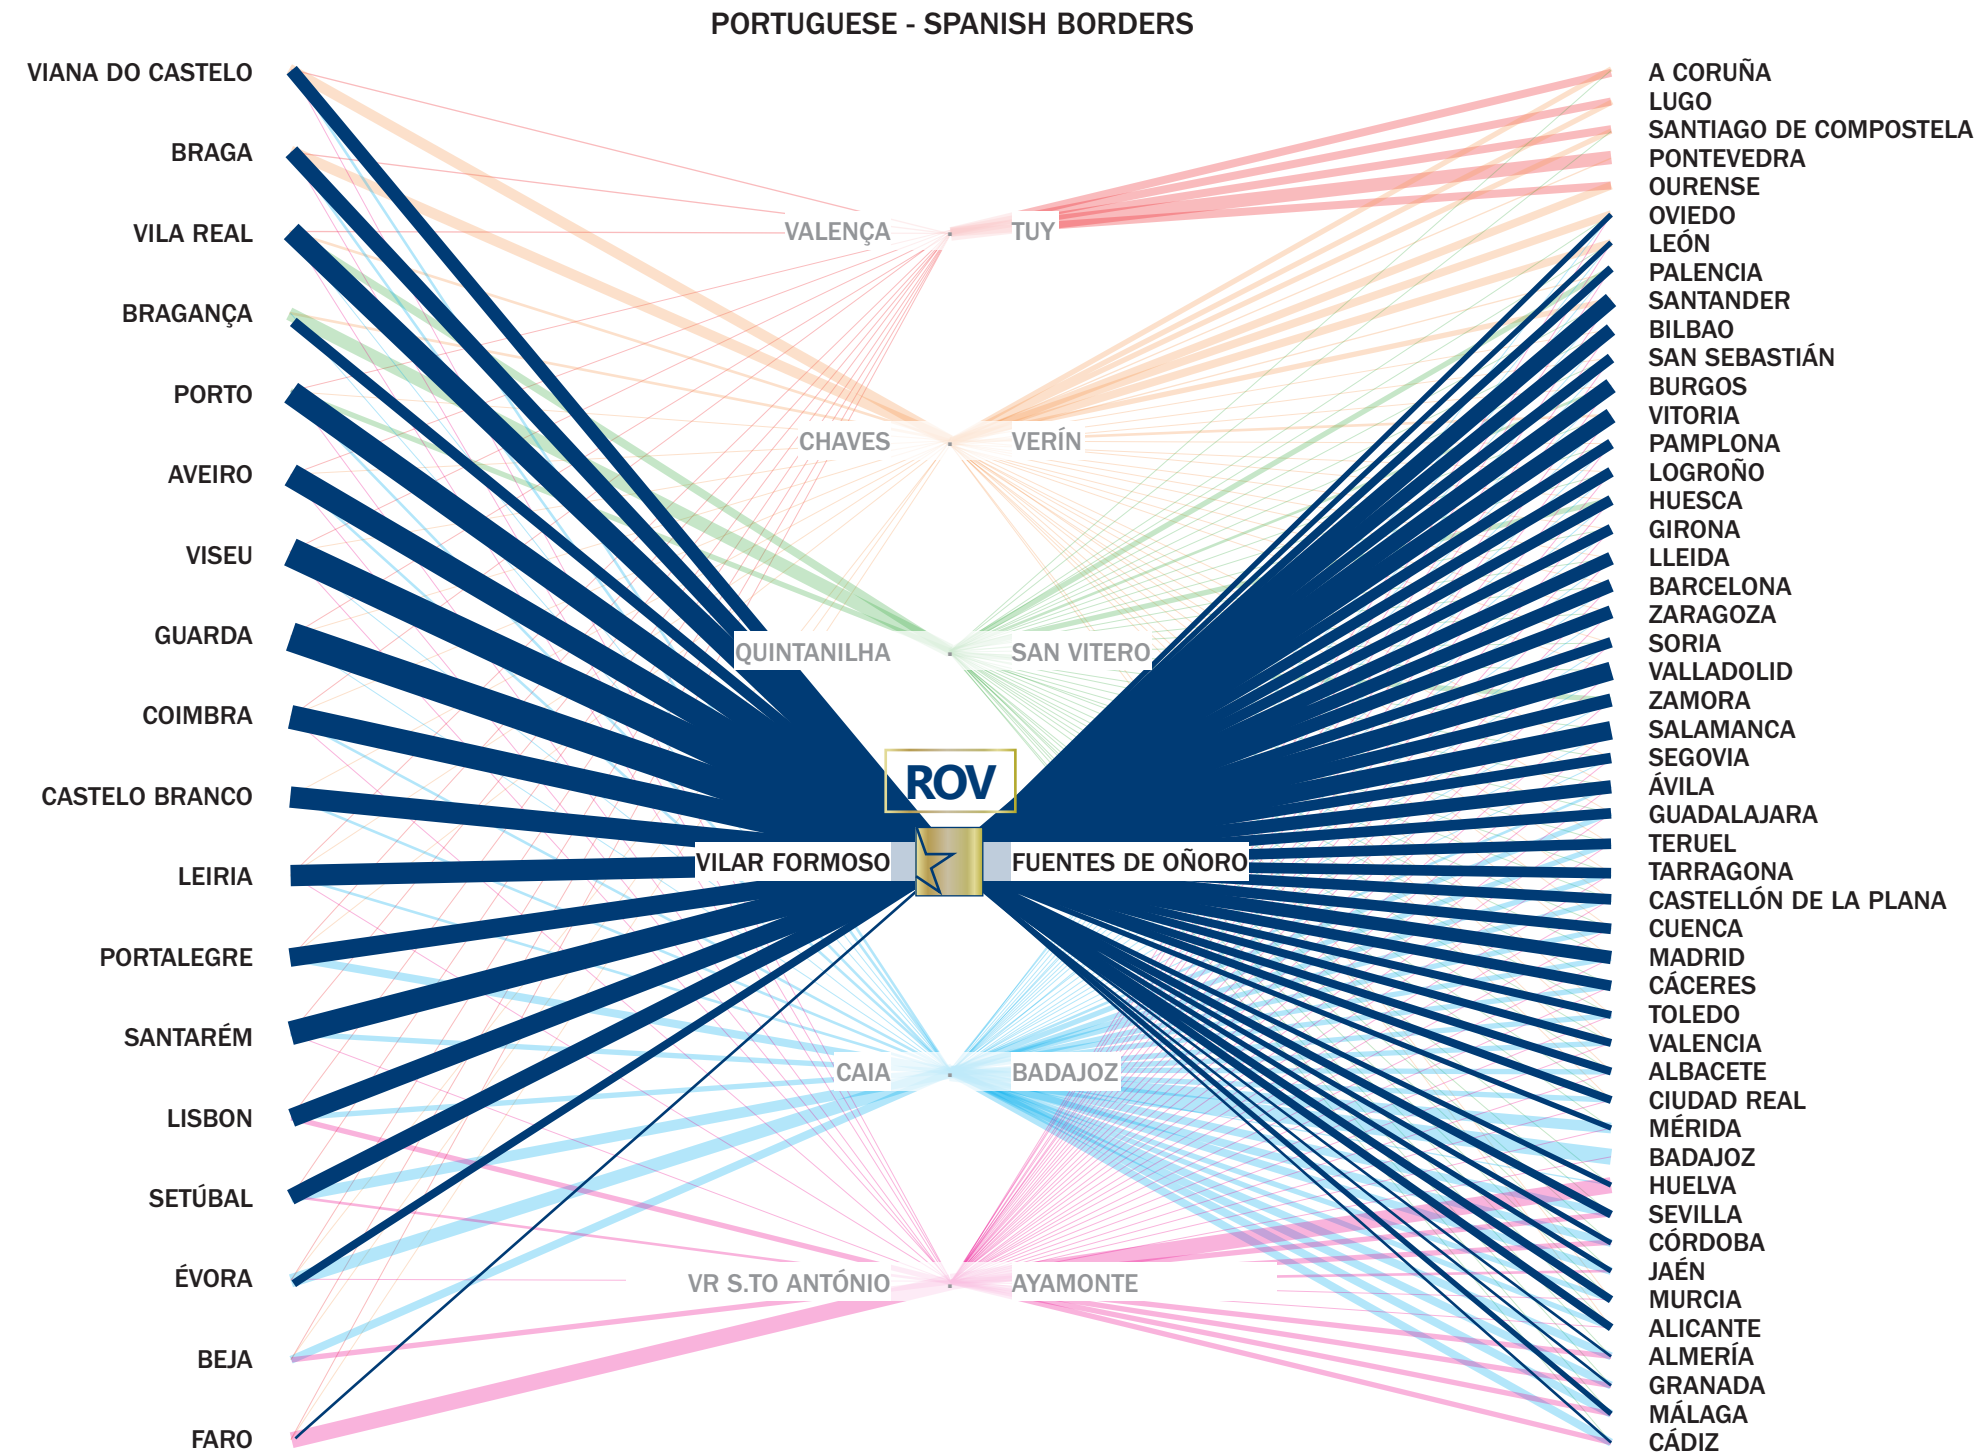 PORTUGUESE - SPANISH BORDERS
VIANA DO CASTELO
BRAGA
VILA REAL
BRAGANÇA
PORTO
AVEIRO
VISEU
GUARDA
COIMBRA
CASTELO BRANCO
LEIRIA
PORTALEGRE
SANTARÉM
LISBON
SETÚBAL
ÉVORA
BEJA
FARO
VALENÇA TUY
CHAVES VERÍN
QUINTANILHA SAN VITERO
ROV
VILAR FORMOSO FUENTES DE OÑORO
CAIA BADAJOZ
VR S.TO ANTÓNIO AYAMONTE
A CORUÑA
LUGO
SANTIAGO DE COMPOSTELA
PONTEVEDRA
OURENSE
OVIEDO
LEÓN
PALENCIA
SANTANDER
BILBAO
SAN SEBASTIÁN
BURGOS
VITORIA
PAMPLONA
LOGROÑO
HUESCA
GIRONA
LLEIDA
BARCELONA
ZARAGOZA
SORIA
VALLADOLID
ZAMORA
SALAMANCA
SEGOVIA
ÁVILA
GUADALAJARA
TERUEL
TARRAGONA
CASTELLÓN DE LA PLANA
CUENCA
MADRID
CÁCERES
TOLEDO
VALENCIA
ALBACETE
CIUDAD REAL
MÉRIDA
BADAJOZ
HUELVA
SEVILLA
CÓRDOBA
JAÉN
MURCIA
ALICANTE
ALMERÍA
GRANADA
MÁLAGA
CÁDIZ